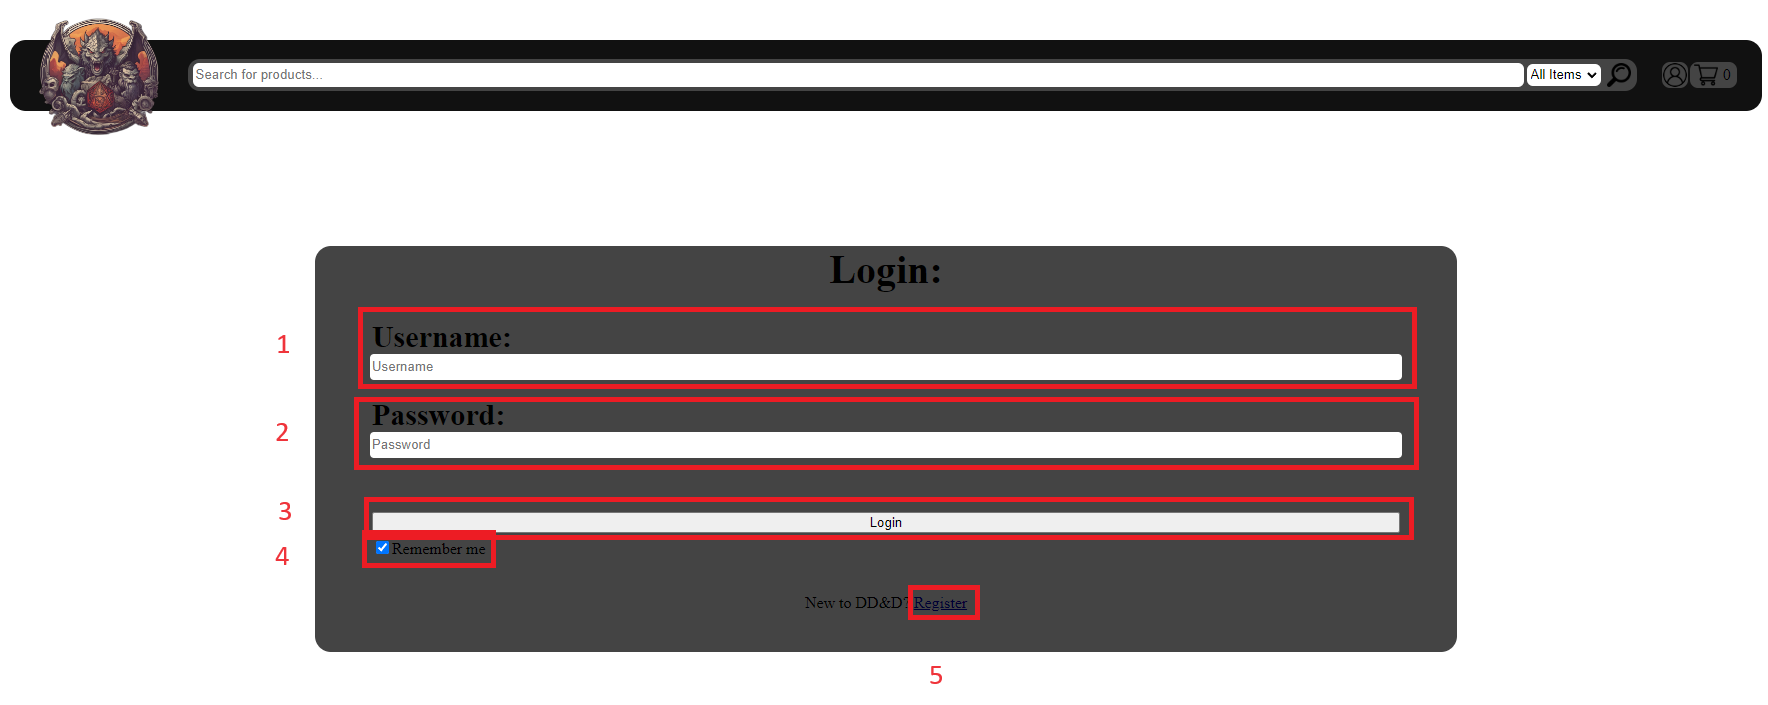 Search for products...
All Items
0
Login:
1
Username:
Username
2
Password:
Password
3
Login
4
Remember me
New to DD&D? Register
5